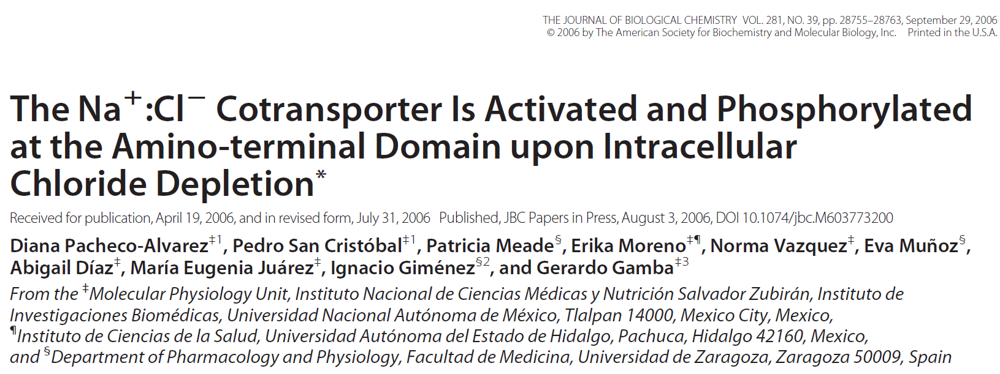 THE JOURNAL OF BIOLOGICAL CHEMISTRY VOL. 281, NO. 39, pp. 28755–28763, September 29, 2006
© 2006 by The American Society for Biochemistry and Molecular Biology, Inc. Printed in the U.S.A.
The Na⁺:Cl⁻ Cotransporter Is Activated and Phosphorylated
at the Amino-terminal Domain upon Intracellular
Chloride Depletion*
Received for publication, April 19, 2006, and in revised form, July 31, 2006 Published, JBC Papers in Press, August 3, 2006, DOI 10.1074/jbc.M603773200
Diana Pacheco-Alvarez‡1, Pedro San Cristóbal‡1, Patricia Meade§, Erika Moreno‡¶, Norma Vazquez‡, Eva Muñoz§,
Abigail Díaz‡, María Eugenia Juárez‡, Ignacio Giménez§2, and Gerardo Gamba‡3
From the ‡Molecular Physiology Unit, Instituto Nacional de Ciencias Médicas y Nutrición Salvador Zubirán, Instituto de
Investigaciones Biomédicas, Universidad Nacional Autónoma de México, Tlalpan 14000, Mexico City, Mexico,
¶Instituto de Ciencias de la Salud, Universidad Autónoma del Estado de Hidalgo, Pachuca, Hidalgo 42160, Mexico,
and §Department of Pharmacology and Physiology, Facultad de Medicina, Universidad de Zaragoza, Zaragoza 50009, Spain